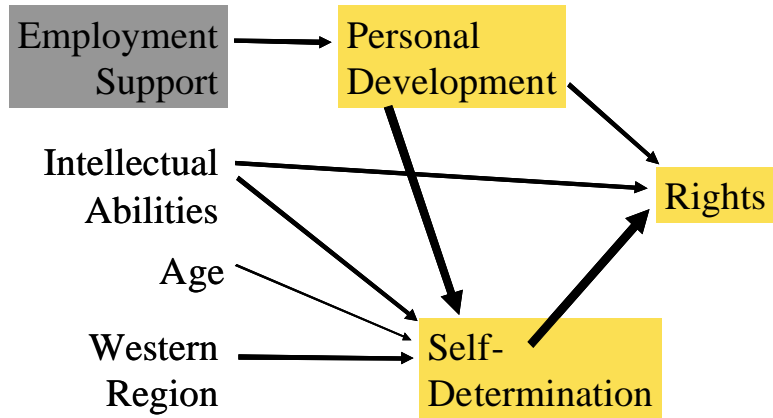 Employment
Support
Personal
Development
Intellectual
Abilities
Rights
Age
Western
Region
Self-
Determination